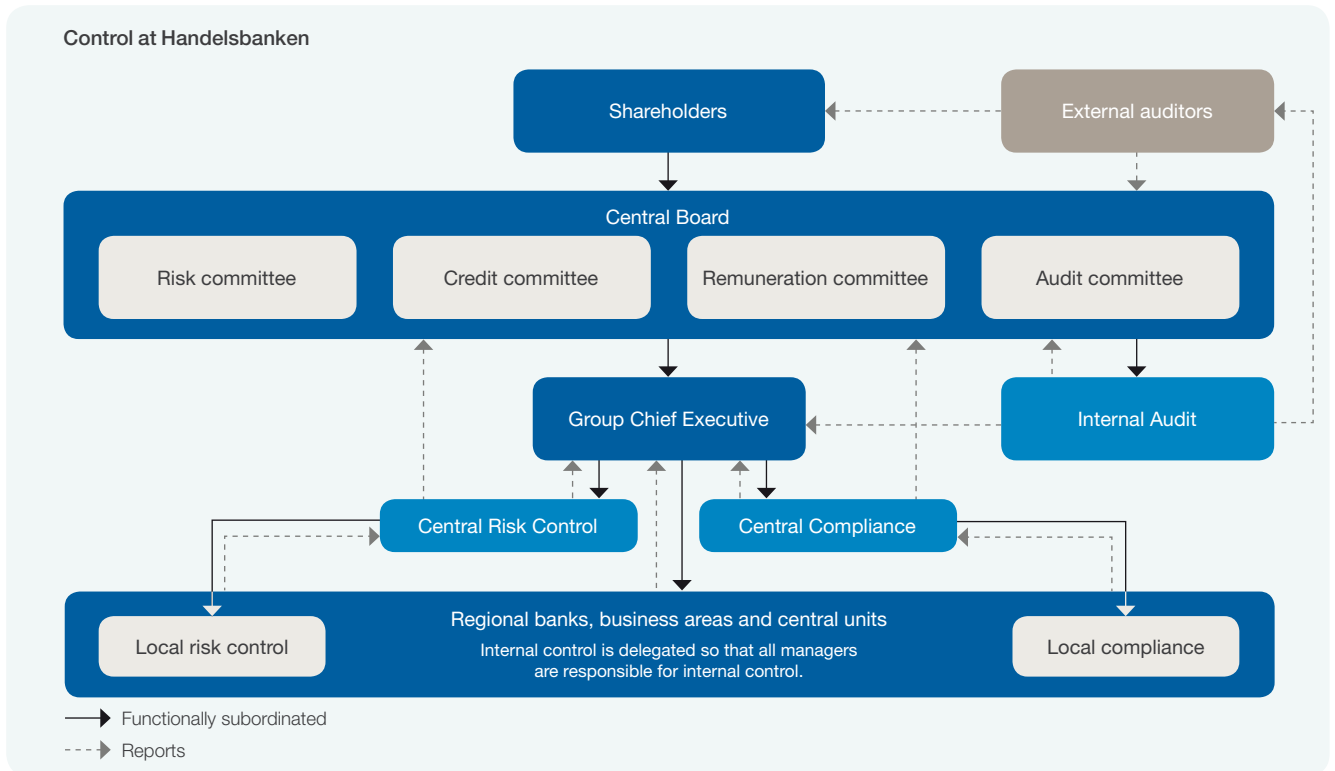 Control at Handelsbanken
Shareholders
External auditors
Central Board
Risk committee
Credit committee
Remuneration committee
Audit committee
Group Chief Executive
Internal Audit
Central Risk Control
Central Compliance
Regional banks, business areas and central units
Internal control is delegated so that all managers
are responsible for internal control.
Local risk control
Local compliance
Functionally subordinated
Reports